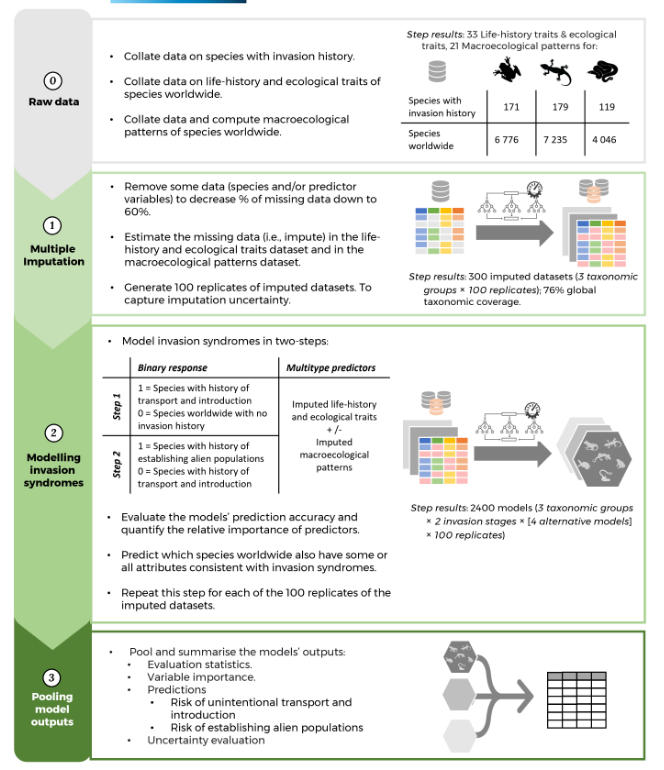 0
Raw data
• Collate data on species with invasion history.
• Collate data on life-history and ecological traits of
species worldwide.
• Collate data and compute macroecological
patterns of species worldwide.
Step results: 33 Life-history traits & ecological
traits, 21 Macroecological patterns for:
Species with
invasion history
171
179
119
Species
worldwide
6 776
7 235
4 046
1
Multiple
Imputation
• Remove some data (species and/or predictor
variables) to decrease % of missing data down to
60%.
• Estimate the missing data (i.e., impute) in the life-
history and ecological traits dataset and in the
macroecological patterns dataset.
• Generate 100 replicates of imputed datasets. To
capture imputation uncertainty.
Step results: 300 imputed datasets (3 taxonomic
groups × 100 replicates); 76% global
taxonomic coverage.
2
Modelling
invasion
syndromes
• Model invasion syndromes in two-steps:
Binary response
Multitype predictors
Step 1
1 = Species with history of
transport and introduction
0 = Species worldwide with no
invasion history
Step 2
1 = Species with history of
establishing alien populations
0 = Species with history of
transport and introduction
Imputed life-history
and ecological traits
+ /-
Imputed
macroecological
patterns
• Evaluate the models' prediction accuracy and
quantify the relative importance of predictors.
• Predict which species worldwide also have some or
all attributes consistent with invasion syndromes.
• Repeat this step for each of the 100 replicates of the
imputed datasets.
Step results: 2400 models (3 taxonomic groups
× 2 invasion stages × [4 alternative models]
× 100 replicates)
3
Pooling
model
outputs
• Pool and summarise the models' outputs:
• Evaluation statistics.
• Variable importance.
• Predictions
• Risk of unintentional transport and
introduction
• Risk of establishing alien populations
• Uncertainty evaluation